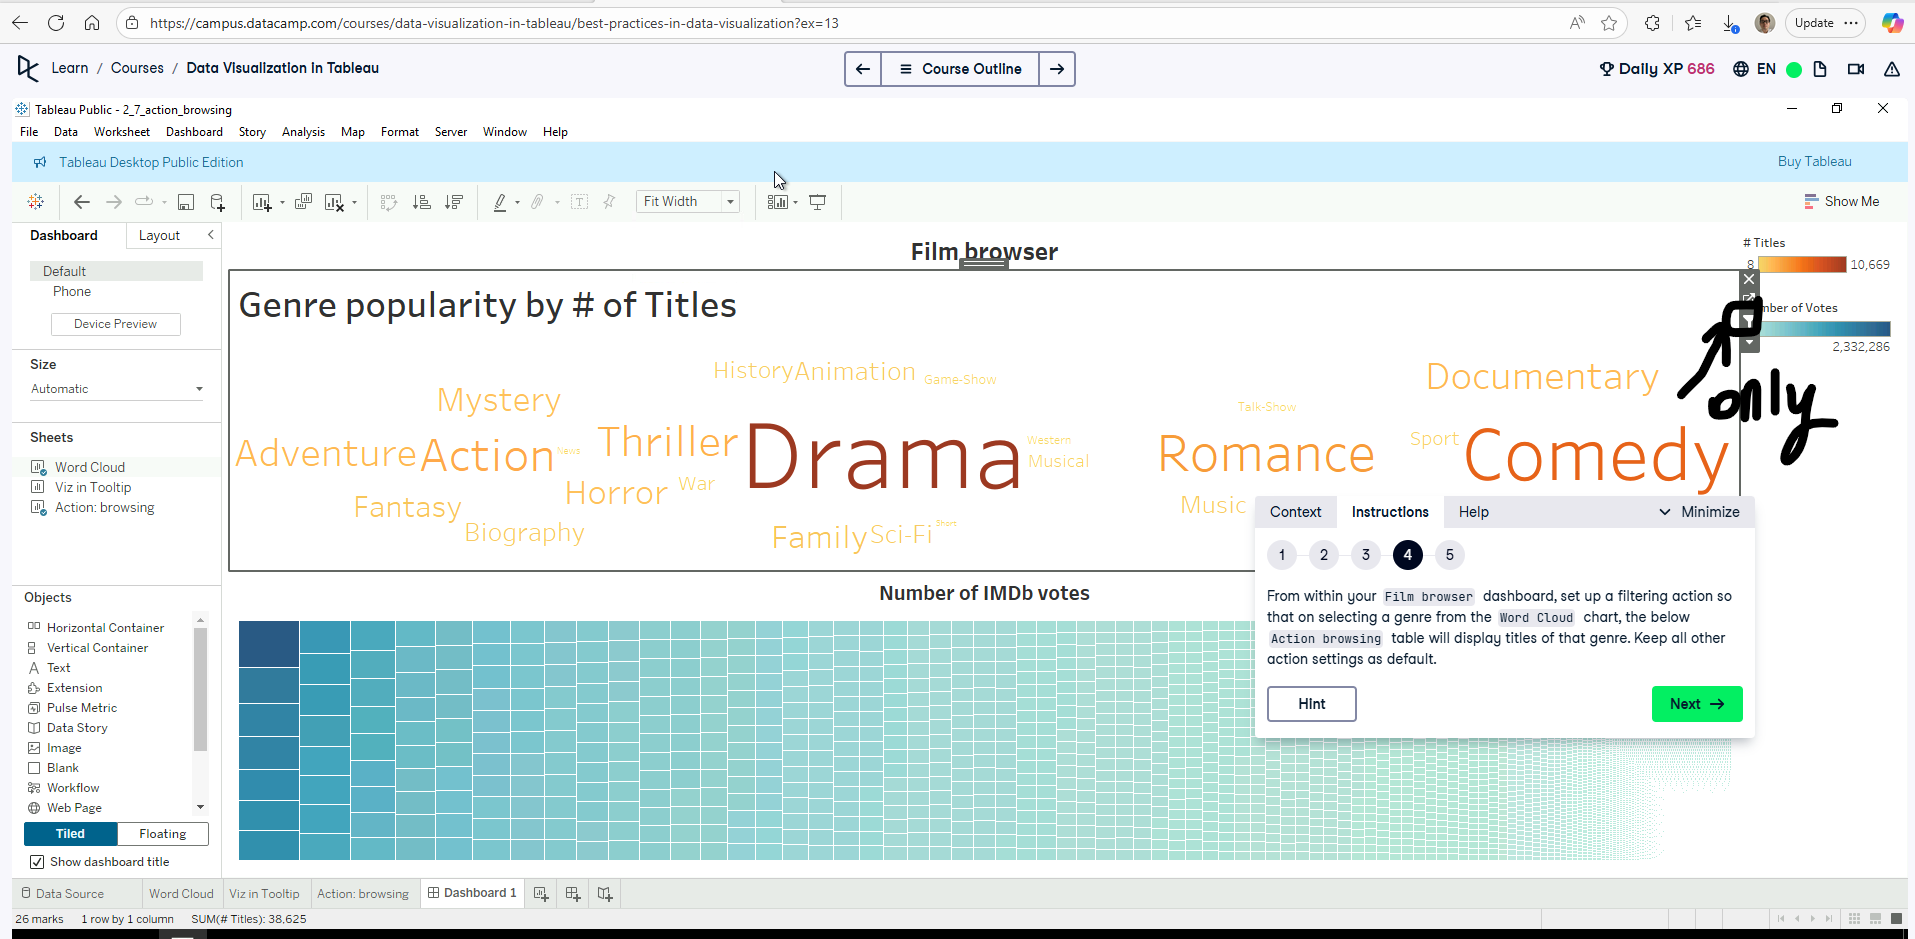 https://campus.datacamp.com/courses/data-visualization-in-tableau/best-practices-in-data-visualization?ex=13
Update
Learn / Courses / Data Visualization in Tableau
Course Outline
Daily XP 686
EN
Tableau Public - 2_7_action_browsing
File Data Worksheet Dashboard Story Analysis Map Format Server Window Help
Tableau Desktop Public Edition
Buy Tableau
Fit Width
Show Me
Dashboard
Layout
Default
Phone
Device Preview
Size
Automatic
Sheets
Word Cloud
Viz in Tooltip
Action: browsing
Objects
Horizontal Container
Vertical Container
Text
Extension
Pulse Metric
Data Story
Image
Blank
Workflow
Web Page
Tiled
Floating
Show dashboard title
Film browser
Genre popularity by # of Titles
History Animation Game-Show
Documentary
Mystery
Talk-Show
Adventure Action News Thriller Drama Western
Musical
Romance Sport Comedy
Horror War
Fantasy
Music
Biography
Family Sci-Fi Short
# Titles
8 10,669
mber of Votes
2,332,286
only
Number of IMDb votes
Context Instructions Help Minimize
1 2 3 4 5
From within your Film browser dashboard, set up a filtering action so
that on selecting a genre from the Word Cloud chart, the below
Action browsing table will display titles of that genre. Keep all other
action settings as default.
Hint
Next
Data Source Word Cloud Viz in Tooltip Action: browsing Dashboard 1
26 marks 1 row by 1 column SUM(# Titles): 38,625